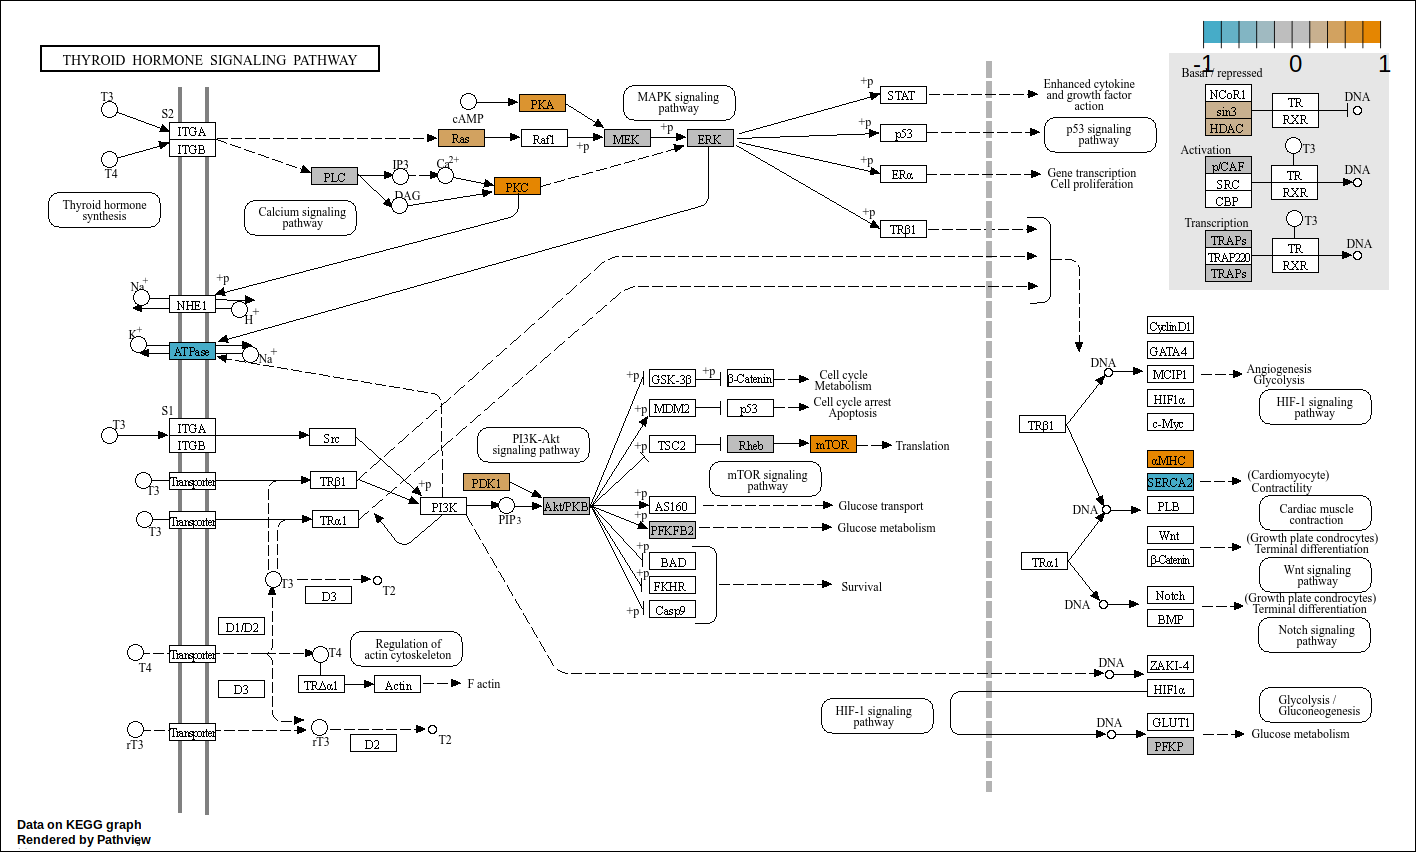 THYROID HORMONE SIGNALING PATHWAY
-1
0
1
Basal / repressed
NCoR1
sin3
HDAC
TR
RXR
DNA
Activation
p/CAF
SRC
CBP
T3
TR
RXR
DNA
Transcription
TRAPs
TRAP220
TRAPs
T3
TR
RXR
DNA
T3
S2
ITGA
ITGB
T4
cAMP
PKA
MAPK signaling
pathway
Ras
Raf1
+p
MEK
+p
ERK
PLC
IP3
Ca2+
DAG
PKC
Thyroid hormone
synthesis
Calcium signaling
pathway
+p
STAT
Enhanced cytokine
and growth factor
action
+p
p53
p53 signaling
pathway
+p
ERα
Gene transcription
Cell proliferation
+p
TRβ1
+p
Na+
NHE1
H+
K+
ATPase
Na+
S1
T3
ITGA
ITGB
Src
T3
Transporter
TRβ1
T3
Transporter
TRα1
+p
PI3K
PI3K-Akt
signaling pathway
PDK1
PIP3
Akt/PKB
+p
GSK-3β
+p
β-Catenin
Cell cycle
Metabolism
+p
MDM2
p53
Cell cycle arrest
Apoptosis
+p
TSC2
Rheb
mTOR
Translation
mTOR signaling
pathway
+p
AS160
Glucose transport
+p
PFKFB2
Glucose metabolism
+p
BAD
+p
FKHR
Survival
+p
Casp9
T3
T2
D3
D1/D2
T4
Transporter
T4
Regulation of
actin cytoskeleton
TRΔα1
Actin
F actin
D3
rT3
Transporter
rT3
D2
T2
DNA
TRβ1
CyclinD1
GATA4
MCIP1
HIF1α
c-Myc
Angiogenesis
Glycolysis
HIF-1 signaling
pathway
αMHC
SERCA2
PLB
(Cardiomyocyte)
Contractility
Cardiac muscle
contraction
DNA
TRα1
Wnt
β-Catenin
(Growth plate condrocytes)
Terminal differentiation
Wnt signaling
pathway
DNA
Notch
BMP
(Growth plate condrocytes)
Terminal differentiation
Notch signaling
pathway
DNA
ZAKI-4
HIF1α
HIF-1 signaling
pathway
DNA
GLUT1
PFKP
Glycolysis /
Gluconeogenesis
Glucose metabolism
Data on KEGG graph
Rendered by Pathview